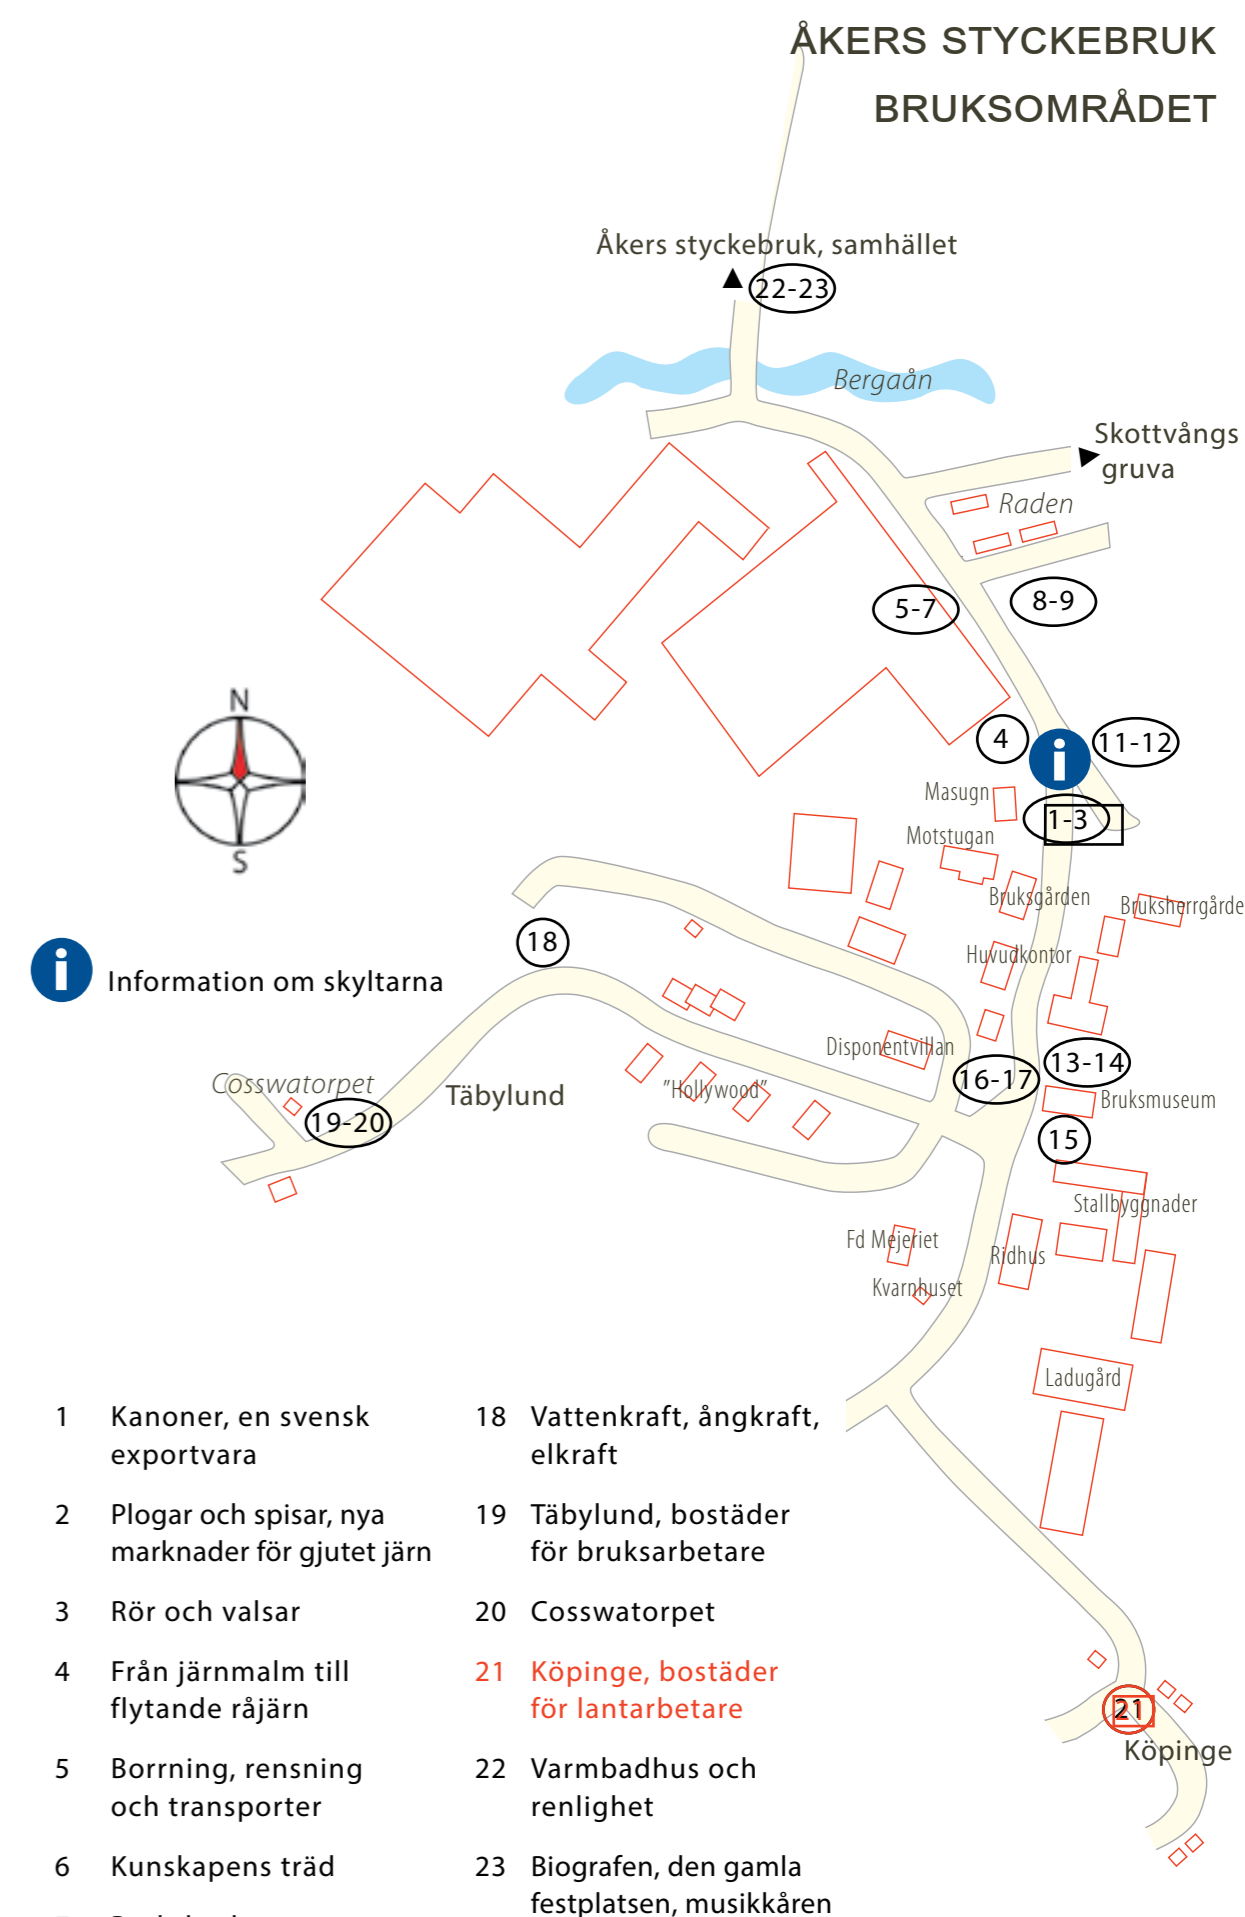 ÅKERS STYCKEBRUK
BRUKSOMRÅDET
Åkers styckebruk, samhället
22-23
Bergaån
Skottvångs
gruva
Raden
5-7
8-9
N
S
4
i
11-12
Masugn
1-3
Motstugan
Bruksgården
Bruksherrgårde
18
Huvudkontor
i
Information om skyltarna
Disponentvillan
13-14
16-17
Cosswatorpet
Täbylund
"Hollywood"
Bruksmuseum
19-20
15
Stallbyggnader
Fd Mejeriet
Ridhus
Kvarnhuset
Ladugård
1 Kanoner, en svensk
exportvara
2 Plogar och spisar, nya
marknader för gjutet järn
3 Rör och valsar
4 Från järnmalm till
flytande råjärn
5 Borrning, rensning
och transporter
6 Kunskapens träd
18 Vattenkraft, ångkraft,
elkraft
19 Täbylund, bostäder
för bruksarbetare
20 Cosswatorpet
21 Köpinge, bostäder
för lantarbetare
22 Varmbadhus och
renlighet
23 Biografen, den gamla
festplatsen, musikkåren
21
Köpinge